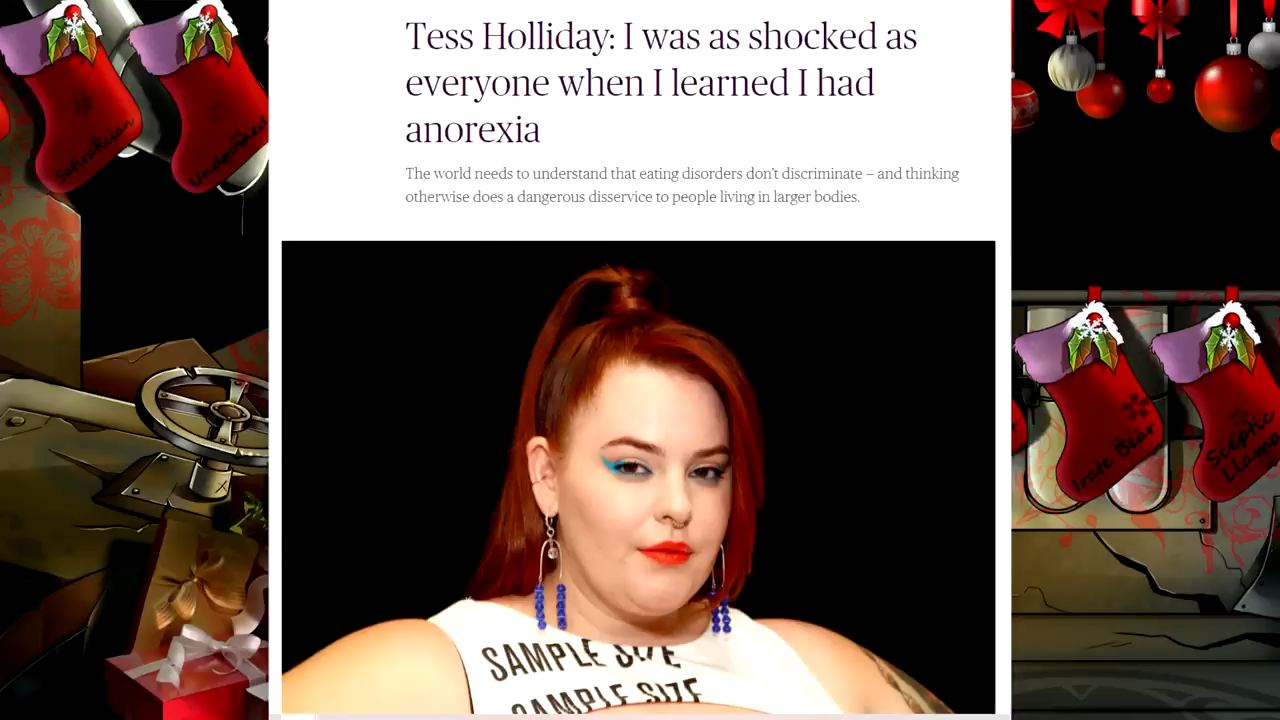 Tess Holliday: I was as shocked as
everyone when I learned I had
anorexia
The world needs to understand that eating disorders don't discriminate – and thinking
otherwise does a dangerous disservice to people living in larger bodies.
Irate Bear
Sceptic
SAMPLE SIZE
SAMPLE SIZE